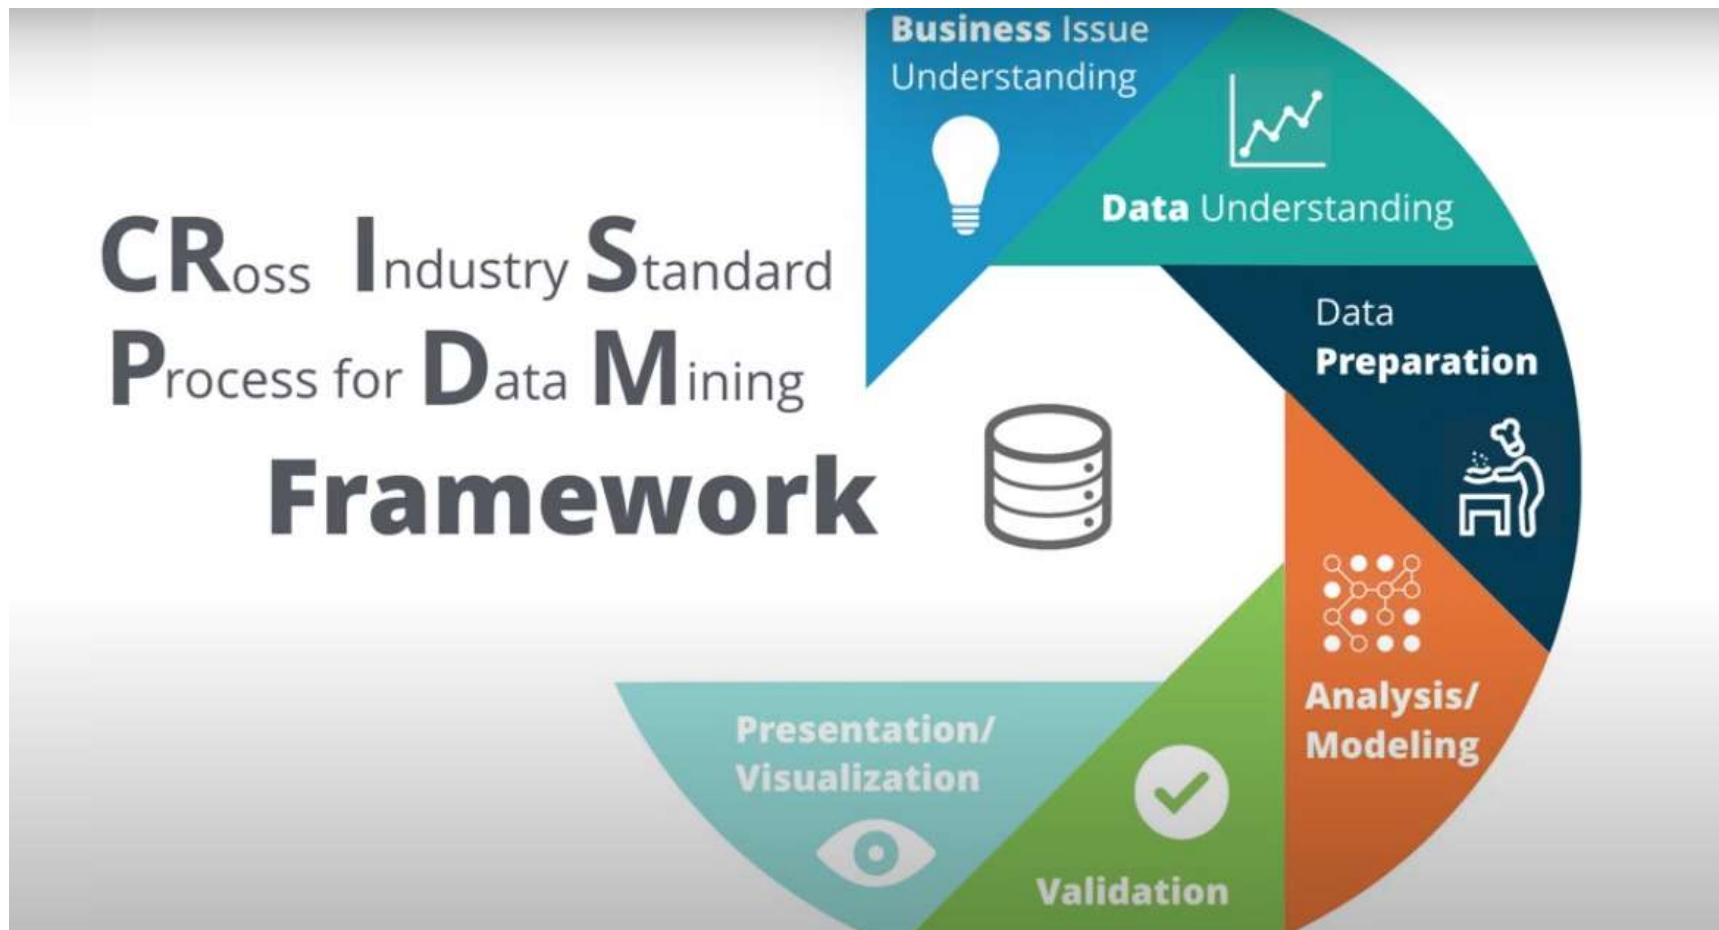 CRoss Industry Standard
Process for Data Mining
Framework
Business Issue
Understanding
Data Understanding
Data
Preparation
Analysis/
Modeling
Validation
Presentation/
Visualization